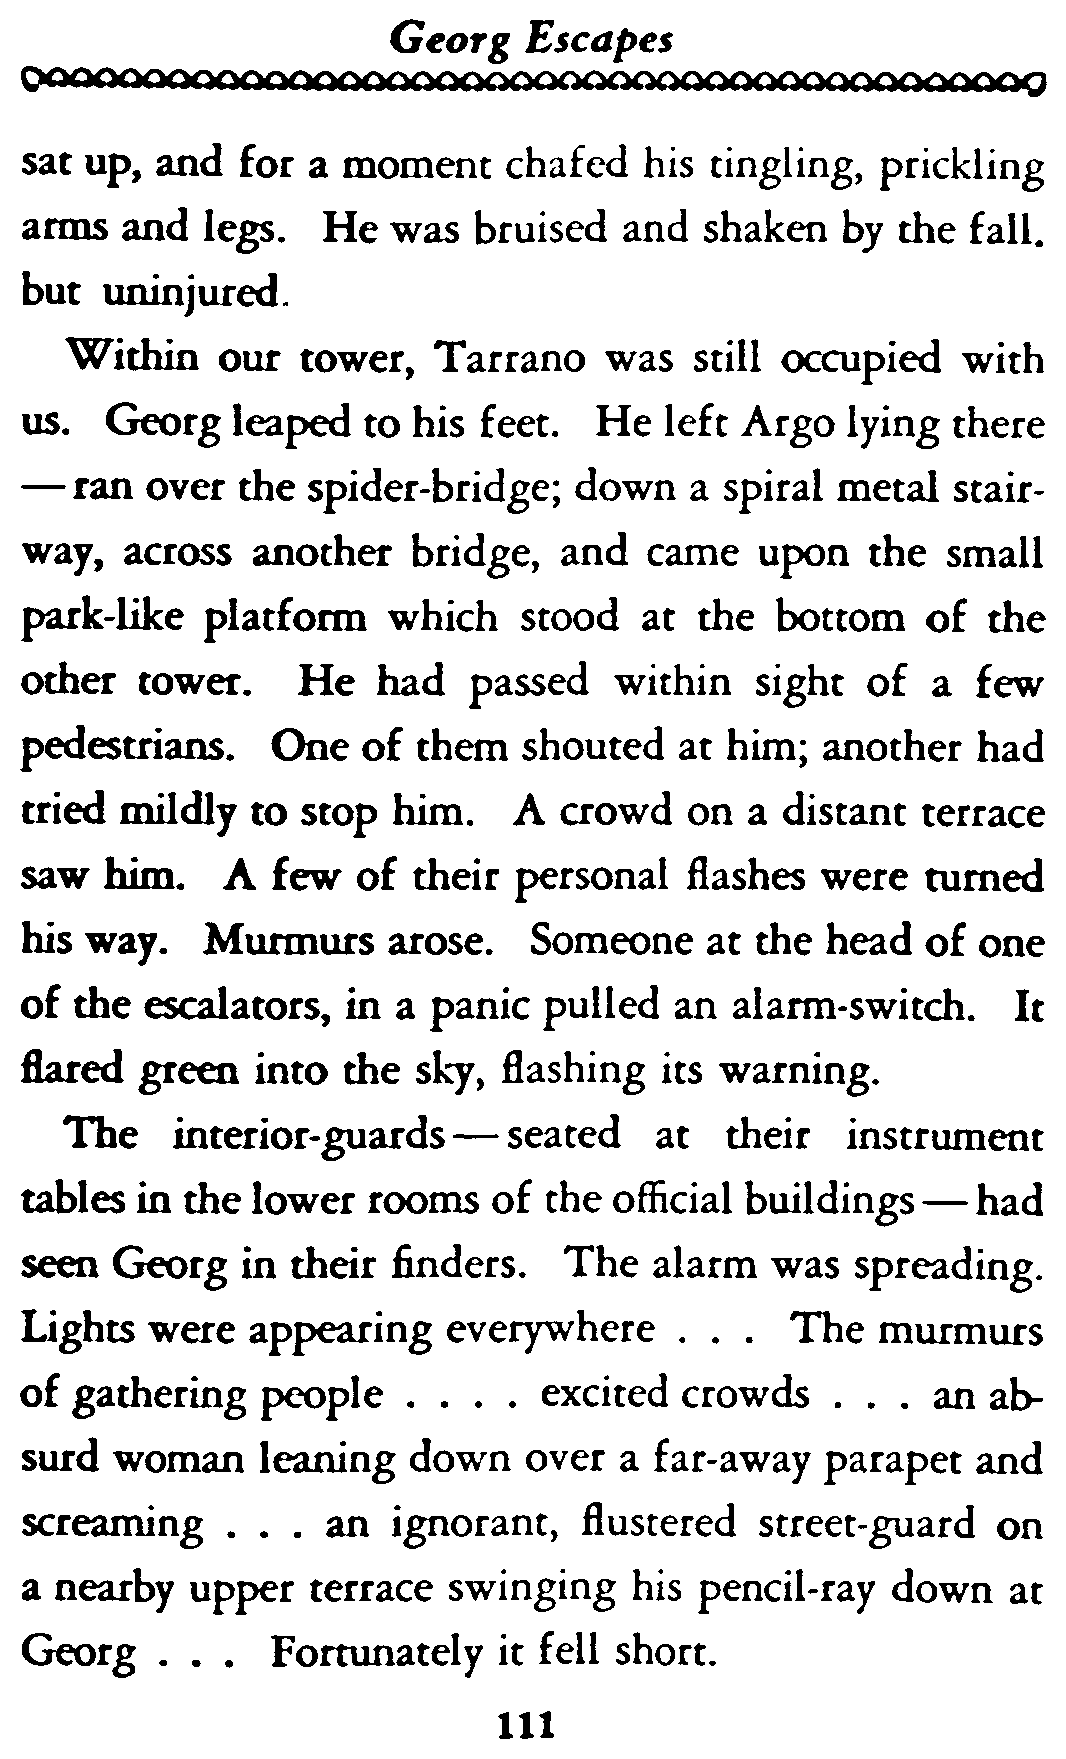 Georg Escapes
sat up, and for a moment chafed his tingling, prickling
arms and legs. He was bruised and shaken by the fall.
but uninjured.
Within our tower, Tarrano was still occupied with
us. Georg leaped to his feet. He left Argo lying there
—ran over the spider-bridge; down a spiral metal stair-
way, across another bridge, and came upon the small
park-like platform which stood at the bottom of the
other tower. He had passed within sight of a few
pedestrians. One of them shouted at him; another had
tried mildly to stop him. A crowd on a distant terrace
saw him. A few of their personal flashes were turned
his way. Murmurs arose. Someone at the head of one
of the escalators, in a panic pulled an alarm-switch. It
flared green into the sky, flashing its warning.
The interior-guards—seated at their instrument
tables in the lower rooms of the official buildings—had
seen Georg in their finders. The alarm was spreading.
Lights were appearing everywhere . . . The murmurs
of gathering people . . . . excited crowds . . . an ab-
surd woman leaning down over a far-away parapet and
screaming . . . an ignorant, flustered street-guard on
a nearby upper terrace swinging his pencil-ray down at
Georg . . . Fortunately it fell short.
111